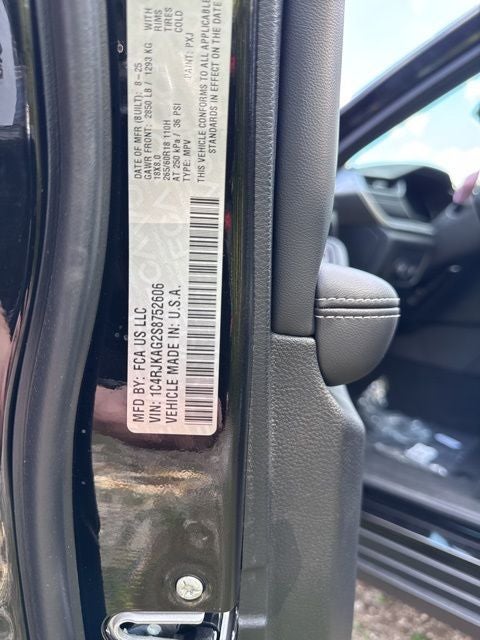 MFD BY: FCA US LLC
DATE OF MFR (BUILT): 8-25
GAWR FRONT: 2850 LB / 1293 KG WITH
18X8.0 RIMS
265/60R18 110H TIRES
AT 250 kPa / 36 PSI COLD
TYPE: MPV PAINT: PXJ
THIS VEHICLE CONFORMS TO ALL APPLICABLE
STANDARDS IN EFFECT ON THE
VIN: 1C4RJKAG2S8752606
VEHICLE MADE IN: U.S.A.